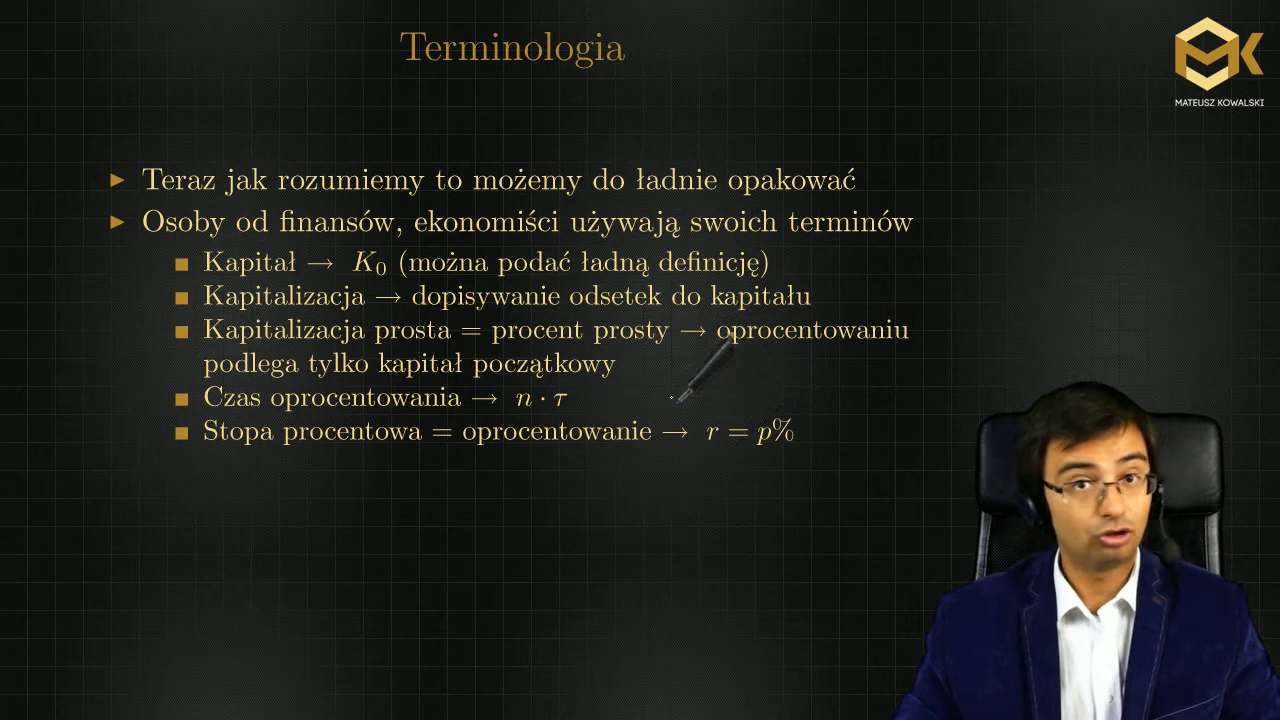 Terminologia
MATEUSZ KOWALSKI
► Teraz jak rozumiemy to możemy do ładnie opakować
► Osoby od finansów, ekonomiści używają swoich terminów
■ Kapitał → K₀ (można podać ładną definicję)
■ Kapitalizacja → dopisywanie odsetek do kapitału
■ Kapitalizacja prosta = procent prosty → oprocentowaniu
podlega tylko kapitał początkowy
■ Czas oprocentowania → n · τ
■ Stopa procentowa = oprocentowanie → r = p%